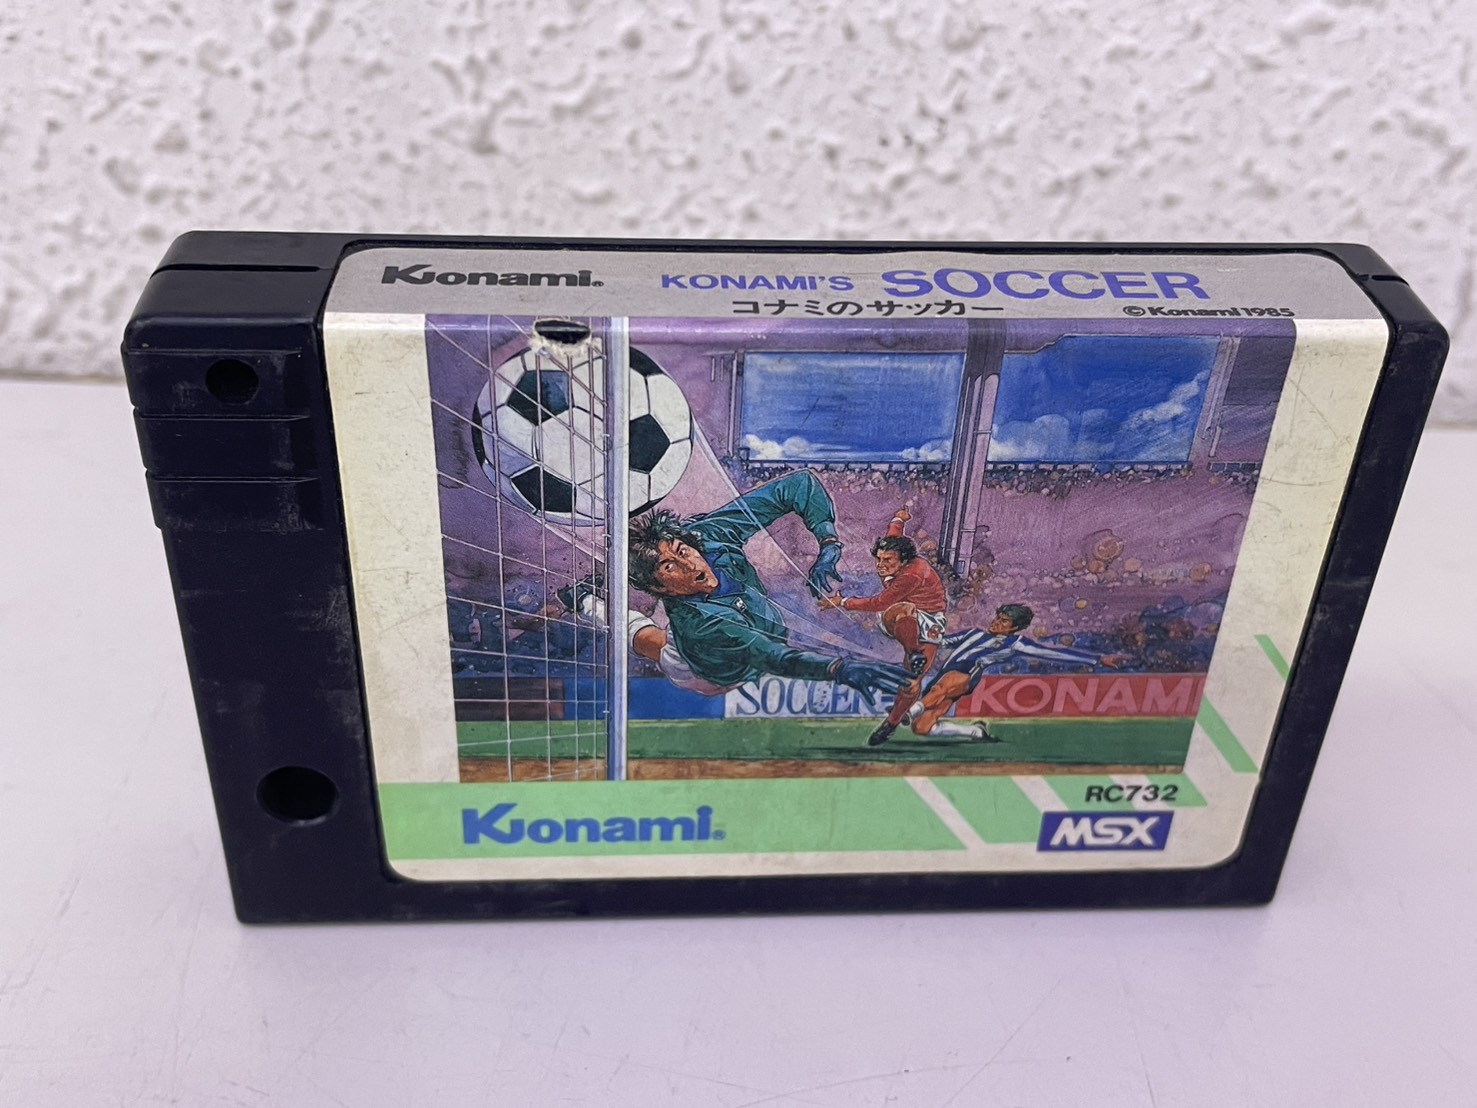 Konami®
KONAMI'S SOCCER
コナミのサッカー
©Konami 1985
SOCCER
KONAMI
RC732
Konami®
MSX